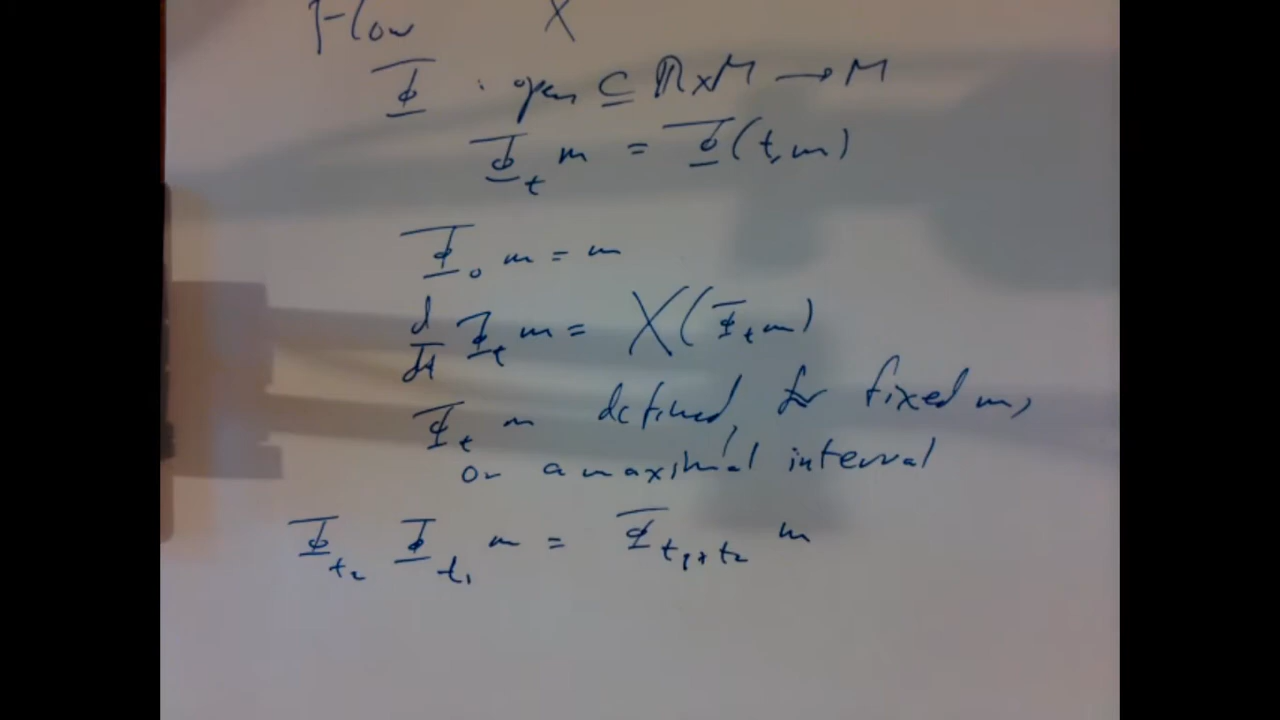 Flow X
Φ : open ⊆ ℝ×M → M
Φ_t m = Φ(t,m)
Φ_0 m = m
d/dt Φ_t m = X(Φ_t m)
Φ_t m defined, for fixed m,
on a maximal interval
Φ_{t_2} Φ_{t_1} m = Φ_{t_1+t_2} m